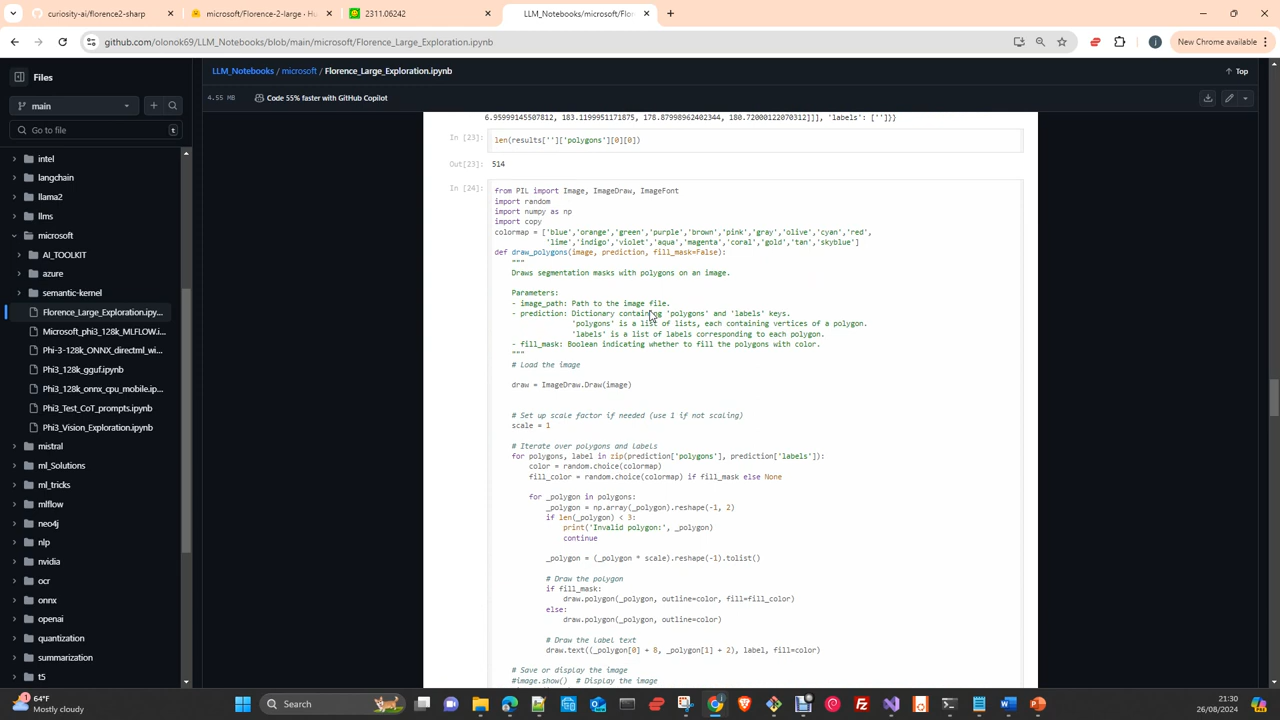 curiosity-ai/florence2-sharp
microsoft/Florence-2-large · Hu
2311.06242
LLM_Notebooks/microsoft/Flor
github.com/olonok69/LLM_Notebooks/blob/main/microsoft/Florence_Large_Exploration.ipynb
New Chrome available
Files
main
Go to file
t
intel
langchain
llama2
llms
microsoft
AI_TOOLKIT
azure
semantic-kernel
Florence_Large_Exploration.ipy...
Microsoft_phi3_128k_MLFLOW.i...
Phi-3-128k_ONNX_directml_wi...
Phi3_128k_gguf.ipynb
Phi3_128k_onnx_cpu_mobile.ip...
Phi3_Test_CoT_prompts.ipynb
Phi3_Vision_Exploration.ipynb
mistral
ml_Solutions
ml_tricks
mlflow
neo4j
nlp
nvidia
ocr
onnx
openai
quantization
summarization
t5
LLM_Notebooks / microsoft / Florence_Large_Exploration.ipynb
Top
4.55 MB
Code 55% faster with GitHub Copilot
6.95999145507812, 183.1199951171875, 178.87998962402344, 180.72000122070312]]], 'labels': ['']}}
In [23]:
len(results['']['polygons'][0][0])
Out[23]:
514
In [24]:
from PIL import Image, ImageDraw, ImageFont
import random
import numpy as np
import copy
colormap = ['blue','orange','green','purple','brown','pink','gray','olive','cyan','red',
'lime','indigo','violet','aqua','magenta','coral','gold','tan','skyblue']
def draw_polygons(image, prediction, fill_mask=False):
"""
Draws segmentation masks with polygons on an image.
Parameters:
- image_path: Path to the image file.
- prediction: Dictionary containing 'polygons' and 'labels' keys.
'polygons' is a list of lists, each containing vertices of a polygon.
'labels' is a list of labels corresponding to each polygon.
- fill_mask: Boolean indicating whether to fill the polygons with color.
"""
# Load the image
draw = ImageDraw.Draw(image)
# Set up scale factor if needed (use 1 if not scaling)
scale = 1
# Iterate over polygons and labels
for polygons, label in zip(prediction['polygons'], prediction['labels']):
color = random.choice(colormap)
fill_color = random.choice(colormap) if fill_mask else None
for _polygon in polygons:
_polygon = np.array(_polygon).reshape(-1, 2)
if len(_polygon) < 3:
print('Invalid polygon:', _polygon)
continue
_polygon = (_polygon * scale).reshape(-1).tolist()
# Draw the polygon
if fill_mask:
draw.polygon(_polygon, outline=color, fill=fill_color)
else:
draw.polygon(_polygon, outline=color)
# Draw the label text
draw.text((_polygon[0] + 8, _polygon[1] + 2), label, fill=color)
# Save or display the image
#image.show() # Display the image
64°F
Mostly cloudy
Search
21:30
26/08/2024